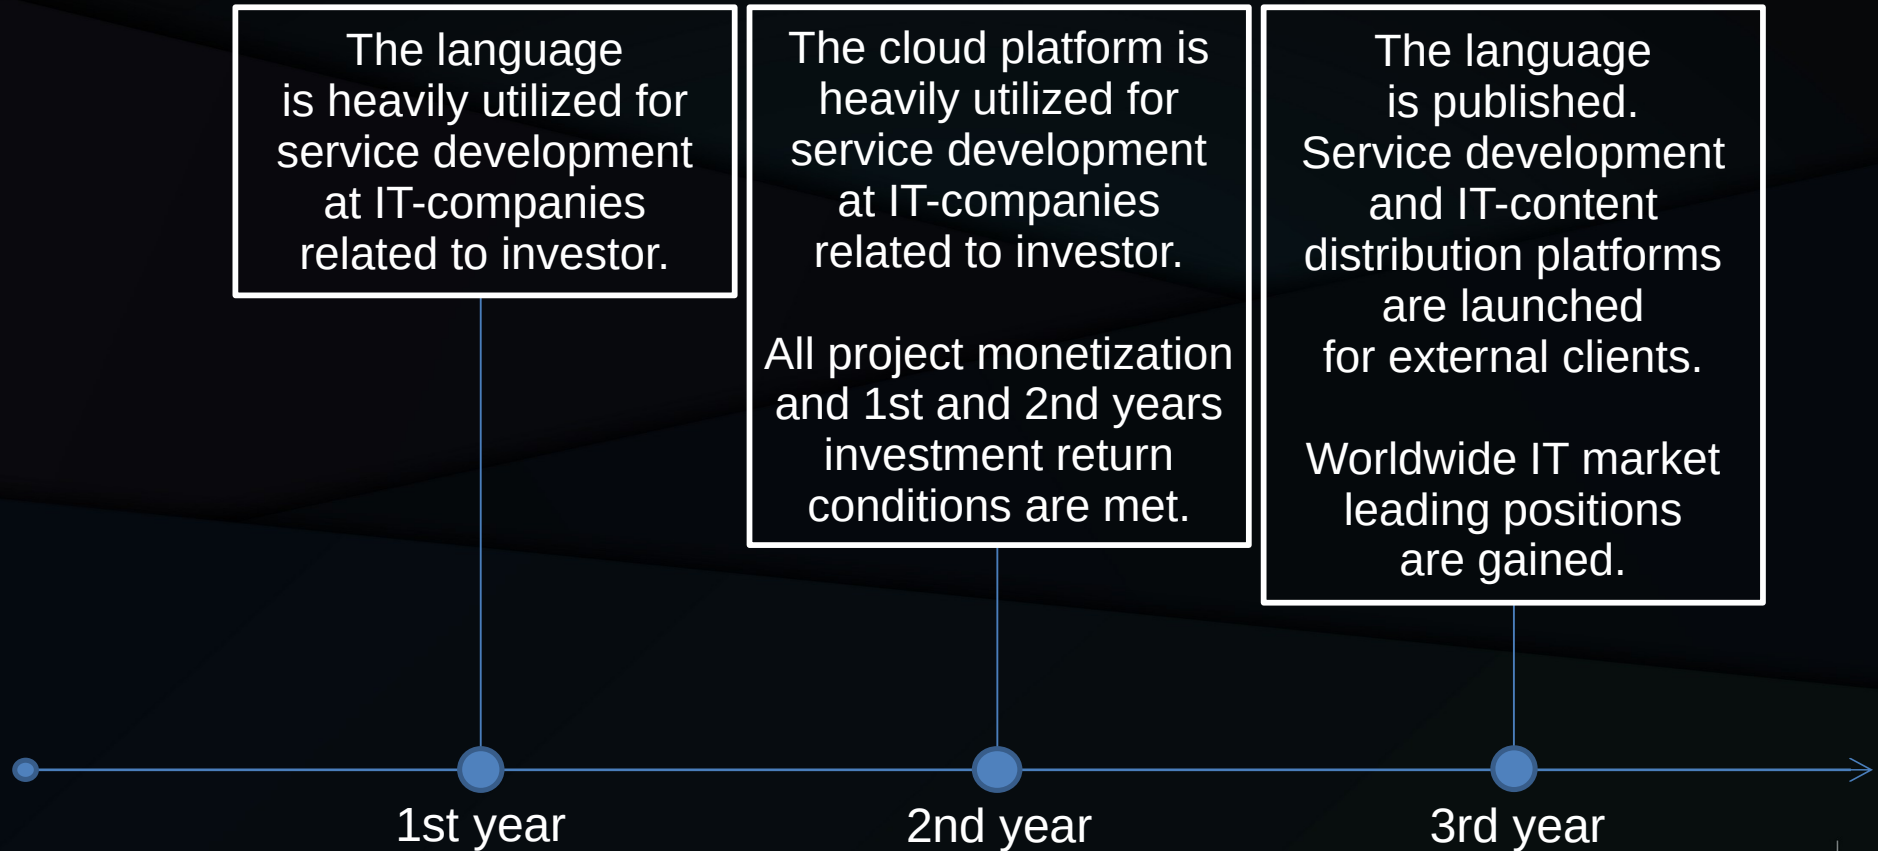 The language
is heavily utilized for
service development
at IT-companies
related to investor.
The cloud platform is
heavily utilized for
service development
at IT-companies
related to investor.
All project monetization
and 1st and 2nd years
investment return
conditions are met.
The language
is published.
Service development
and IT-content
distribution platforms
are launched
for external clients.
Worldwide IT market
leading positions
are gained.
1st year
2nd year
3rd year